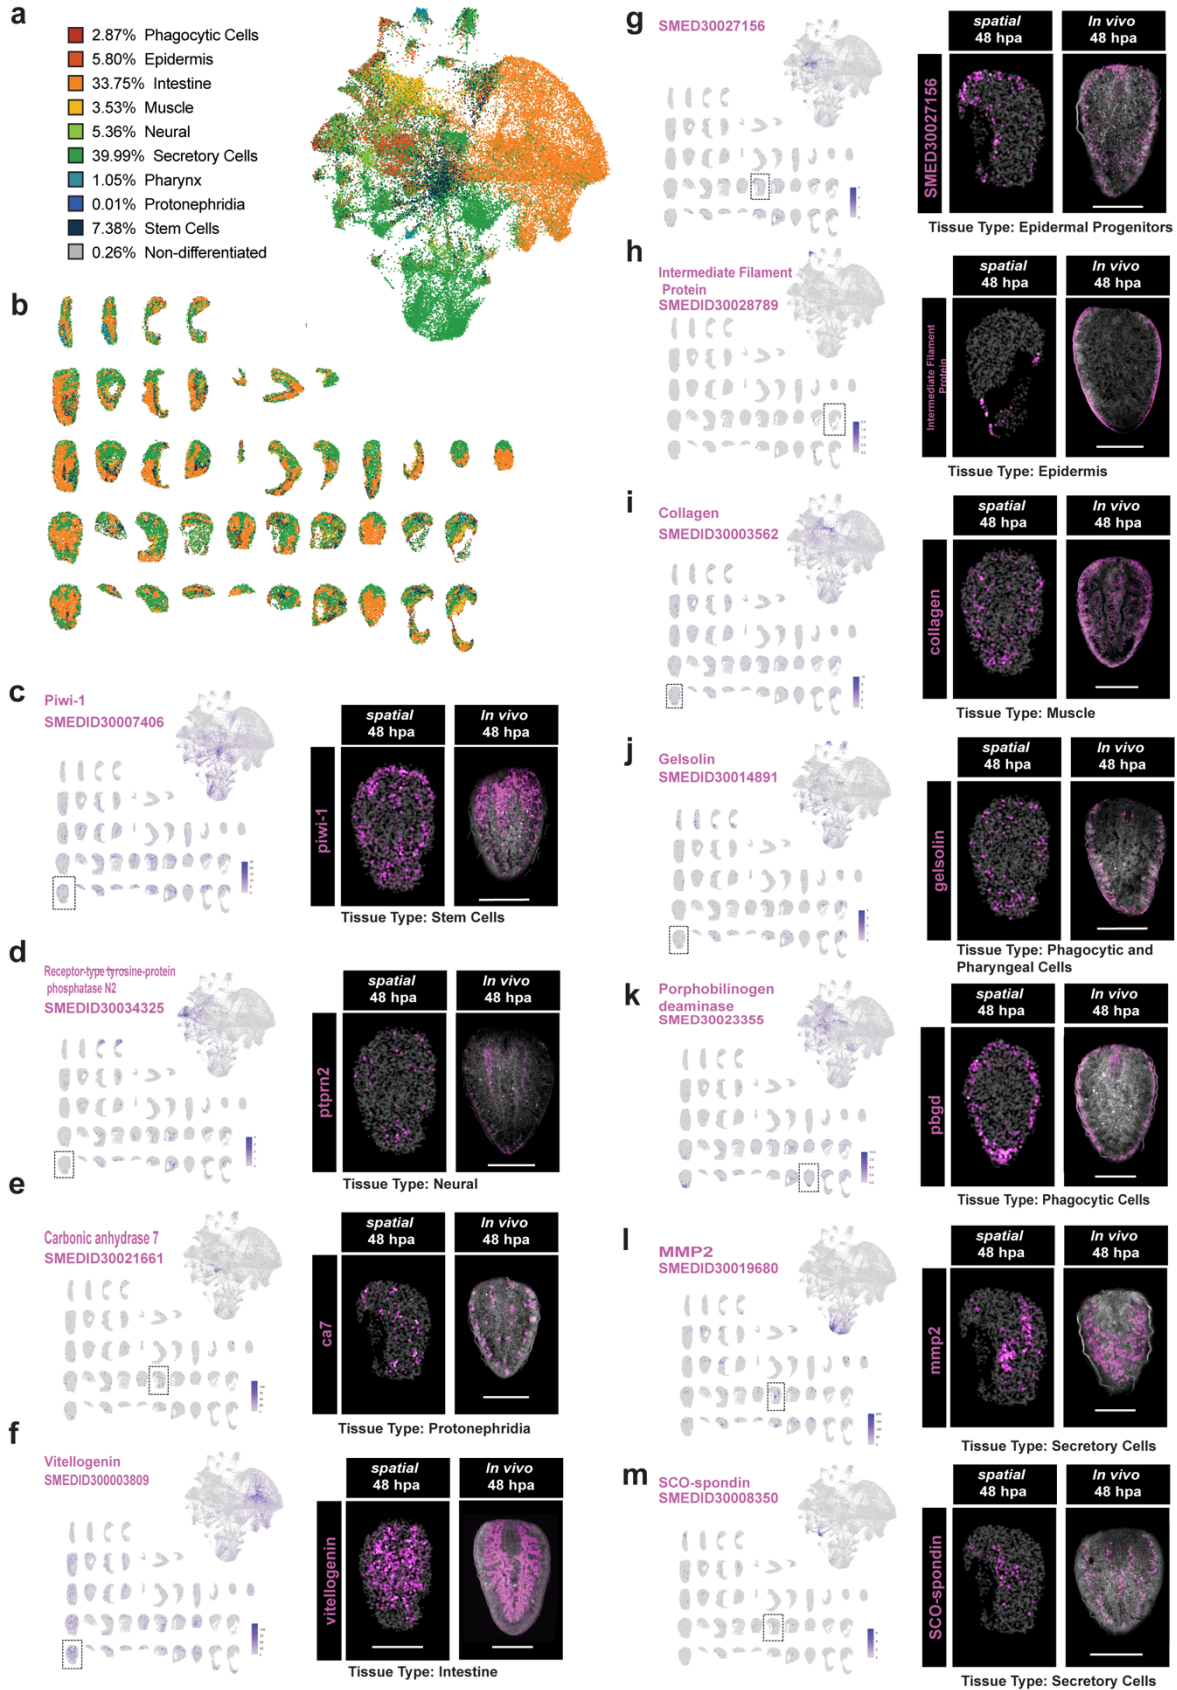 a
2.87% Phagocytic Cells
5.80% Epidermis
33.75% Intestine
3.53% Muscle
5.36% Neural
39.99% Secretory Cells
1.05% Pharynx
0.01% Protonephridia
7.38% Stem Cells
0.26% Non-differentiated
b
c
Piwi-1
SMEDID30007406
spatial
48 hpa
In vivo
48 hpa
piwi-1
Tissue Type: Stem Cells
d
Receptor-type tyrosine-protein
phosphatase N2
SMEDID30034325
spatial
48 hpa
In vivo
48 hpa
ptprn2
Tissue Type: Neural
e
Carbonic anhydrase 7
SMEDID30021661
spatial
48 hpa
In vivo
48 hpa
ca7
Tissue Type: Protonephridia
f
Vitellogenin
SMEDID300003809
spatial
48 hpa
In vivo
48 hpa
vitellogenin
Tissue Type: Intestine
g
SMED30027156
spatial
48 hpa
In vivo
48 hpa
SMED30027156
Tissue Type: Epidermal Progenitors
h
Intermediate Filament
Protein
SMEDID30028789
spatial
48 hpa
In vivo
48 hpa
Intermediate Filament
Protein
Tissue Type: Epidermis
i
Collagen
SMEDID30003562
spatial
48 hpa
In vivo
48 hpa
collagen
Tissue Type: Muscle
j
Gelsolin
SMEDID30014891
spatial
48 hpa
In vivo
48 hpa
gelsolin
Tissue Type: Phagocytic and
Pharyngeal Cells
k
Porphobilinogen
deaminase
SMED30023355
spatial
48 hpa
In vivo
48 hpa
pbgd
Tissue Type: Phagocytic Cells
l
MMP2
SMEDID30019680
spatial
48 hpa
In vivo
48 hpa
mmp2
Tissue Type: Secretory Cells
m
SCO-spondin
SMEDID30008350
spatial
48 hpa
In vivo
48 hpa
SCO-spondin
Tissue Type: Secretory Cells